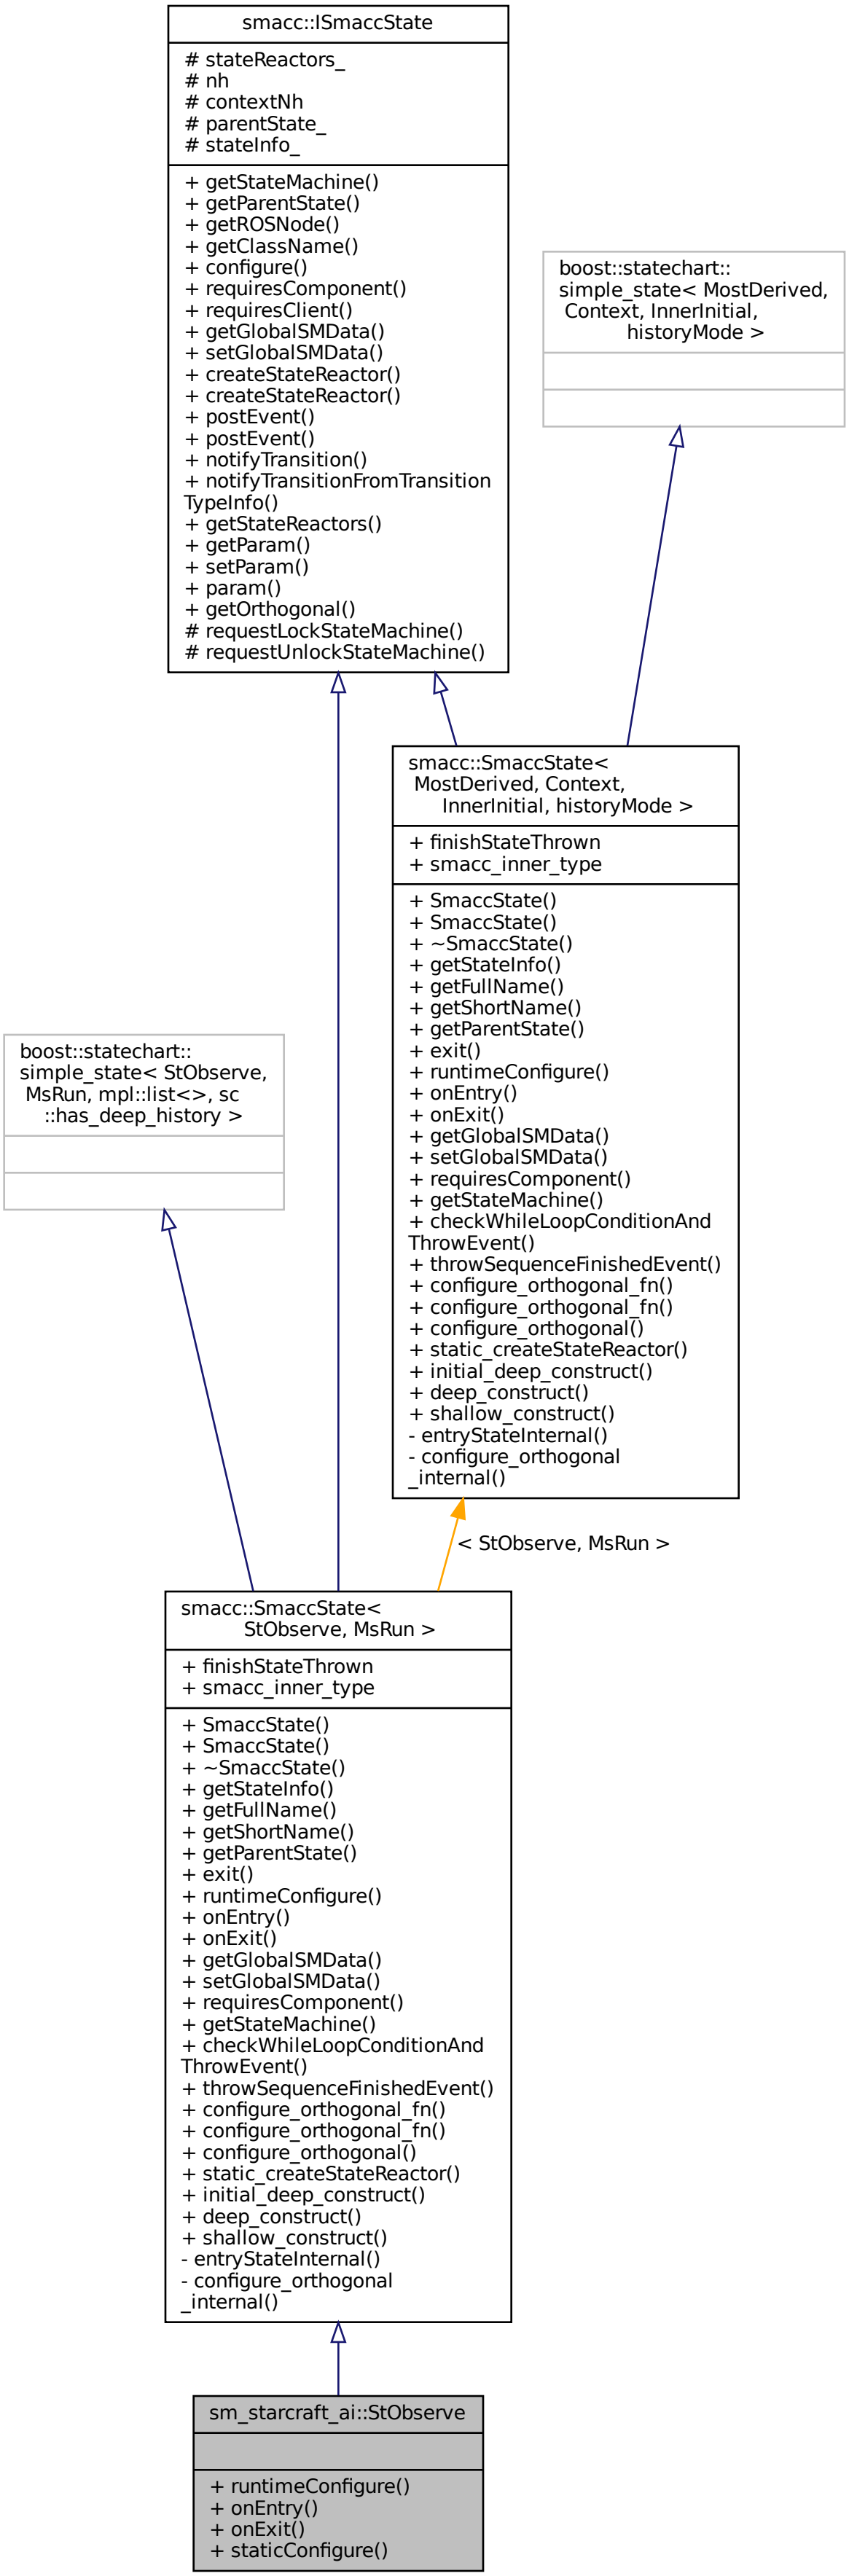 smacc::ISmaccState
# stateReactors_
# nh
# contextNh
# parentState_
# stateInfo_
+ getStateMachine()
+ getParentState()
+ getROSNode()
+ getClassName()
+ configure()
+ requiresComponent()
+ requiresClient()
+ getGlobalSMData()
+ setGlobalSMData()
+ createStateReactor()
+ createStateReactor()
+ postEvent()
+ postEvent()
+ notifyTransition()
+ notifyTransitionFromTransition
TypeInfo()
+ getStateReactors()
+ getParam()
+ setParam()
+ param()
+ getOrthogonal()
# requestLockStateMachine()
# requestUnlockStateMachine()
boost::statechart::
simple_state< MostDerived,
Context, InnerInitial,
historyMode >
smacc::SmaccState<
MostDerived, Context,
InnerInitial, historyMode >
+ finishStateThrown
+ smacc_inner_type
+ SmaccState()
+ SmaccState()
+ ~SmaccState()
+ getStateInfo()
+ getFullName()
+ getShortName()
+ getParentState()
+ exit()
+ runtimeConfigure()
+ onEntry()
+ onExit()
+ getGlobalSMData()
+ setGlobalSMData()
+ requiresComponent()
+ getStateMachine()
+ checkWhileLoopConditionAnd
ThrowEvent()
+ throwSequenceFinishedEvent()
+ configure_orthogonal_fn()
+ configure_orthogonal_fn()
+ configure_orthogonal()
+ static_createStateReactor()
+ initial_deep_construct()
+ deep_construct()
+ shallow_construct()
- entryStateInternal()
- configure_orthogonal
_internal()
boost::statechart::
simple_state< StObserve,
MsRun, mpl::list<>, sc
::has_deep_history >
< StObserve, MsRun >
smacc::SmaccState<
StObserve, MsRun >
+ finishStateThrown
+ smacc_inner_type
+ SmaccState()
+ SmaccState()
+ ~SmaccState()
+ getStateInfo()
+ getFullName()
+ getShortName()
+ getParentState()
+ exit()
+ runtimeConfigure()
+ onEntry()
+ onExit()
+ getGlobalSMData()
+ setGlobalSMData()
+ requiresComponent()
+ getStateMachine()
+ checkWhileLoopConditionAnd
ThrowEvent()
+ throwSequenceFinishedEvent()
+ configure_orthogonal_fn()
+ configure_orthogonal_fn()
+ configure_orthogonal()
+ static_createStateReactor()
+ initial_deep_construct()
+ deep_construct()
+ shallow_construct()
- entryStateInternal()
- configure_orthogonal
_internal()
sm_starcraft_ai::StObserve
+ runtimeConfigure()
+ onEntry()
+ onExit()
+ staticConfigure()